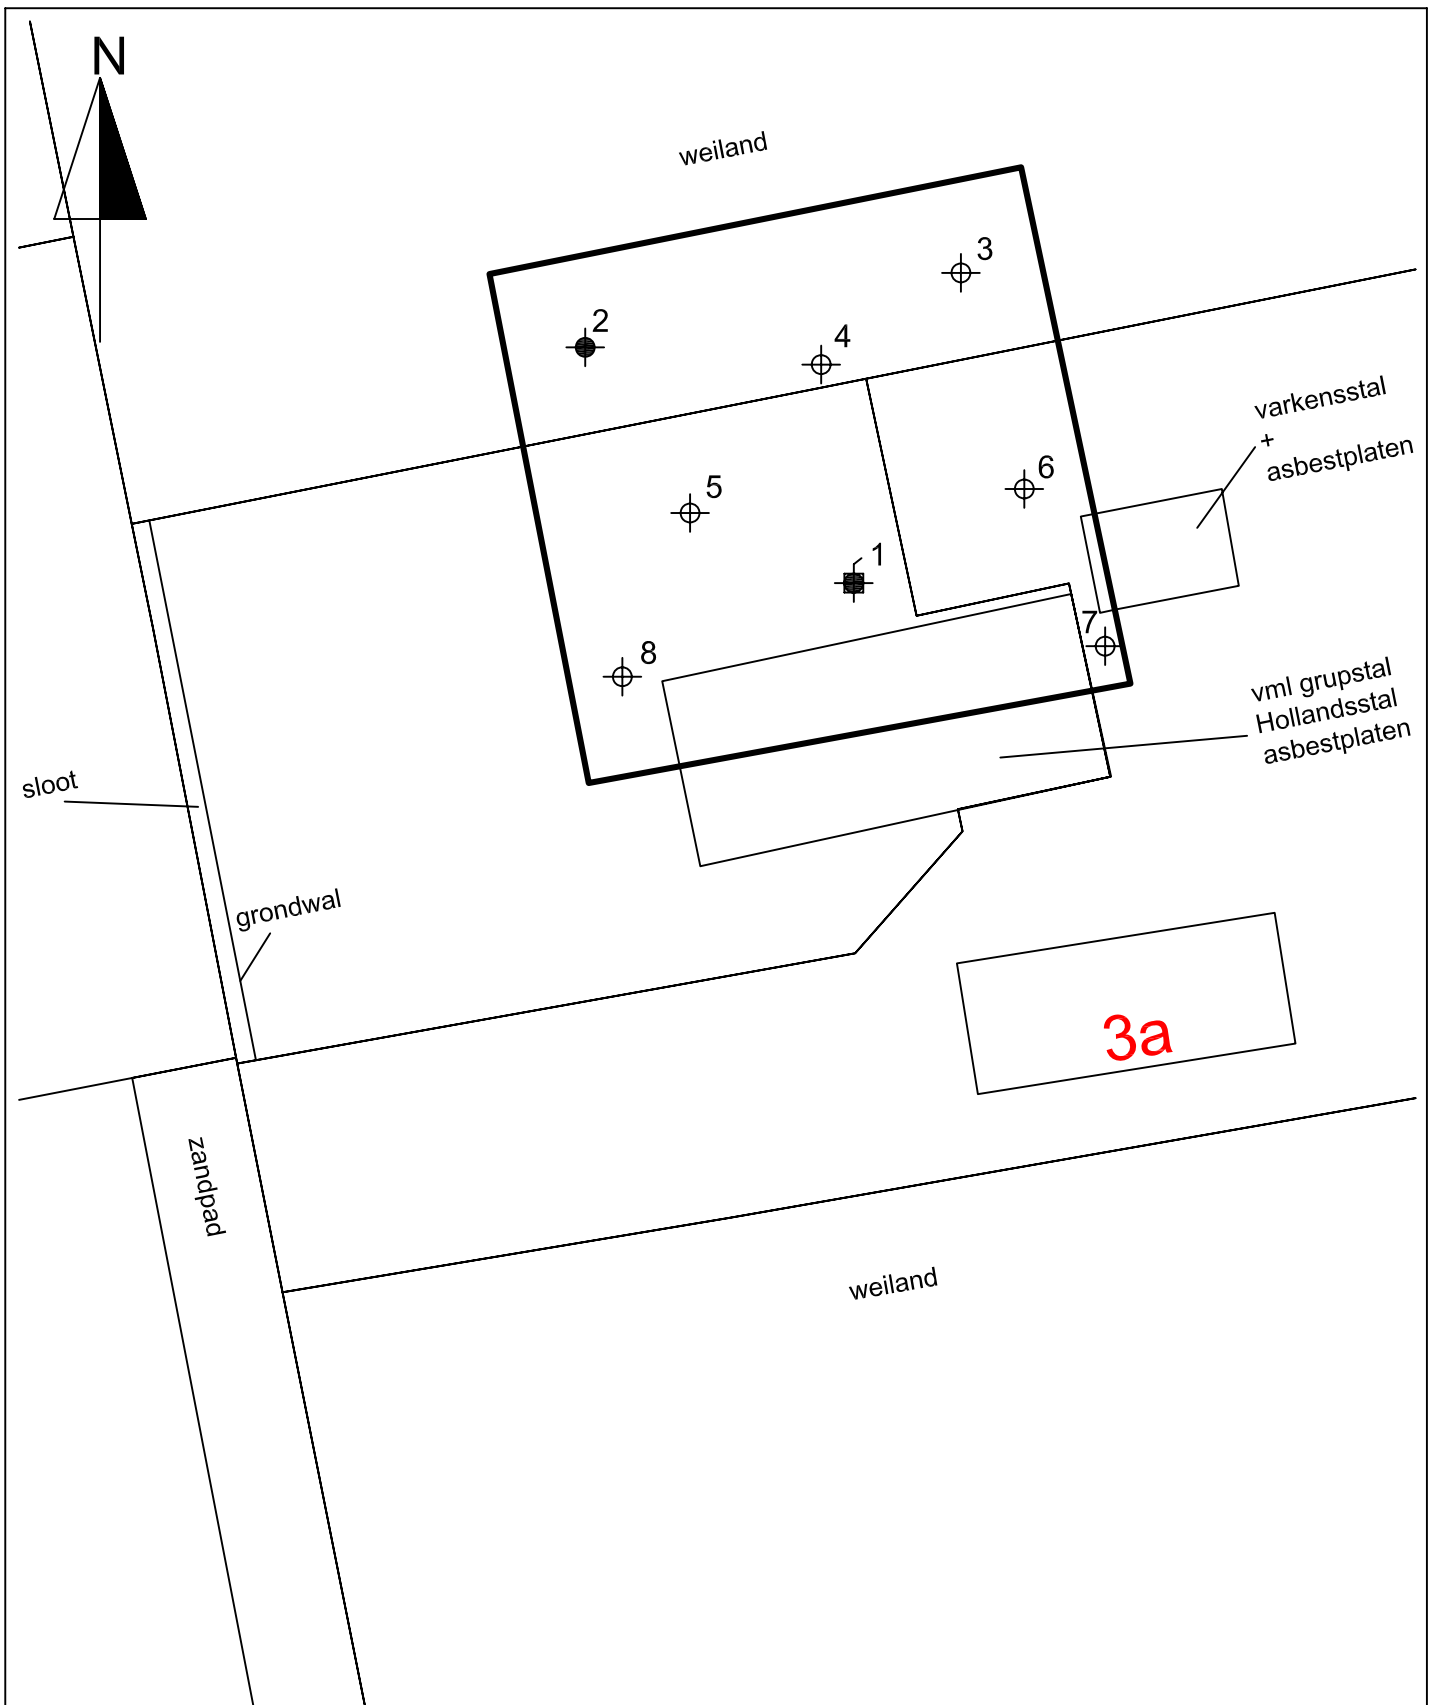 N
weiland
3
2
4
varkensstal
+
asbestplaten
6
5
1
7
8
vml grupstal
Hollandsstal
asbestplaten
sloot
grondwal
3a
zandpad
weiland